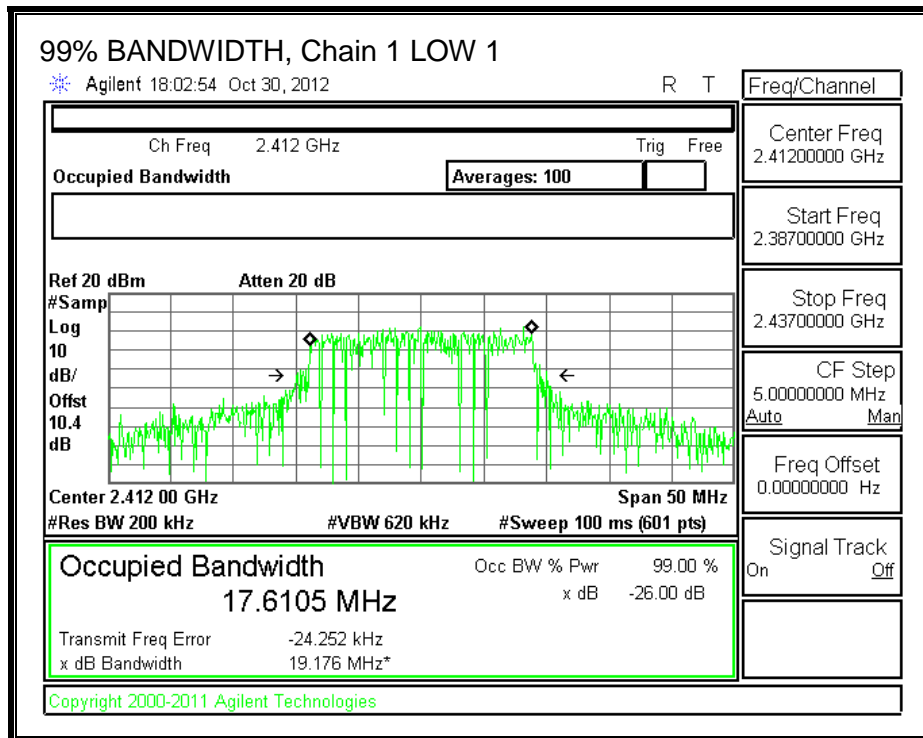 99% BANDWIDTH, Chain 1 LOW 1
Agilent 18:02:54 Oct 30, 2012 R T
Ch Freq 2.412 GHz Trig Free
Occupied Bandwidth Averages: 100
Ref 20 dBm Atten 20 dB
#Samp
Log
10
dB/
Offst
10.4
dB
Center 2.412 00 GHz Span 50 MHz
#Res BW 200 kHz #VBW 620 kHz #Sweep 100 ms (601 pts)
Occupied Bandwidth Occ BW % Pwr 99.00 %
17.6105 MHz x dB -26.00 dB
Transmit Freq Error -24.252 kHz
x dB Bandwidth 19.176 MHz*
Copyright 2000-2011 Agilent Technologies
Freq/Channel
Center Freq
2.41200000 GHz
Start Freq
2.38700000 GHz
Stop Freq
2.43700000 GHz
CF Step
5.00000000 MHz
Auto Man
Freq Offset
0.00000000 Hz
Signal Track
On Off